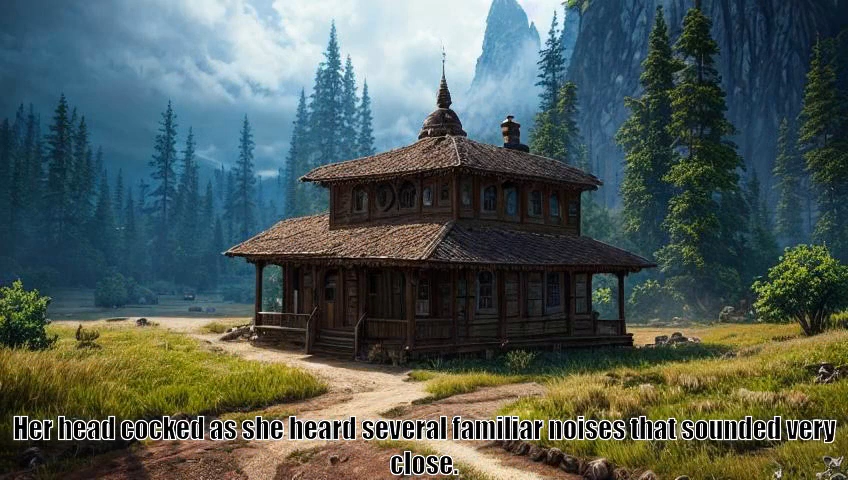 Her head cocked as she heard several familiar noises that sounded very
close.